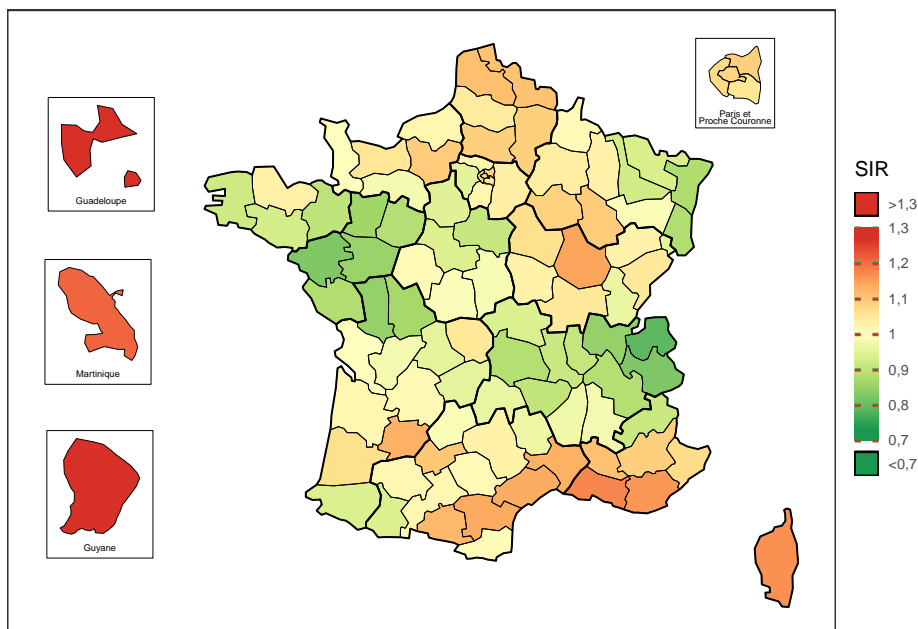 Paris et
Proche Couronne
Guadeloupe
Martinique
Guyane
SIR
>1,3
1,3
1,2
1,1
1
0,9
0,8
0,7
<0,7